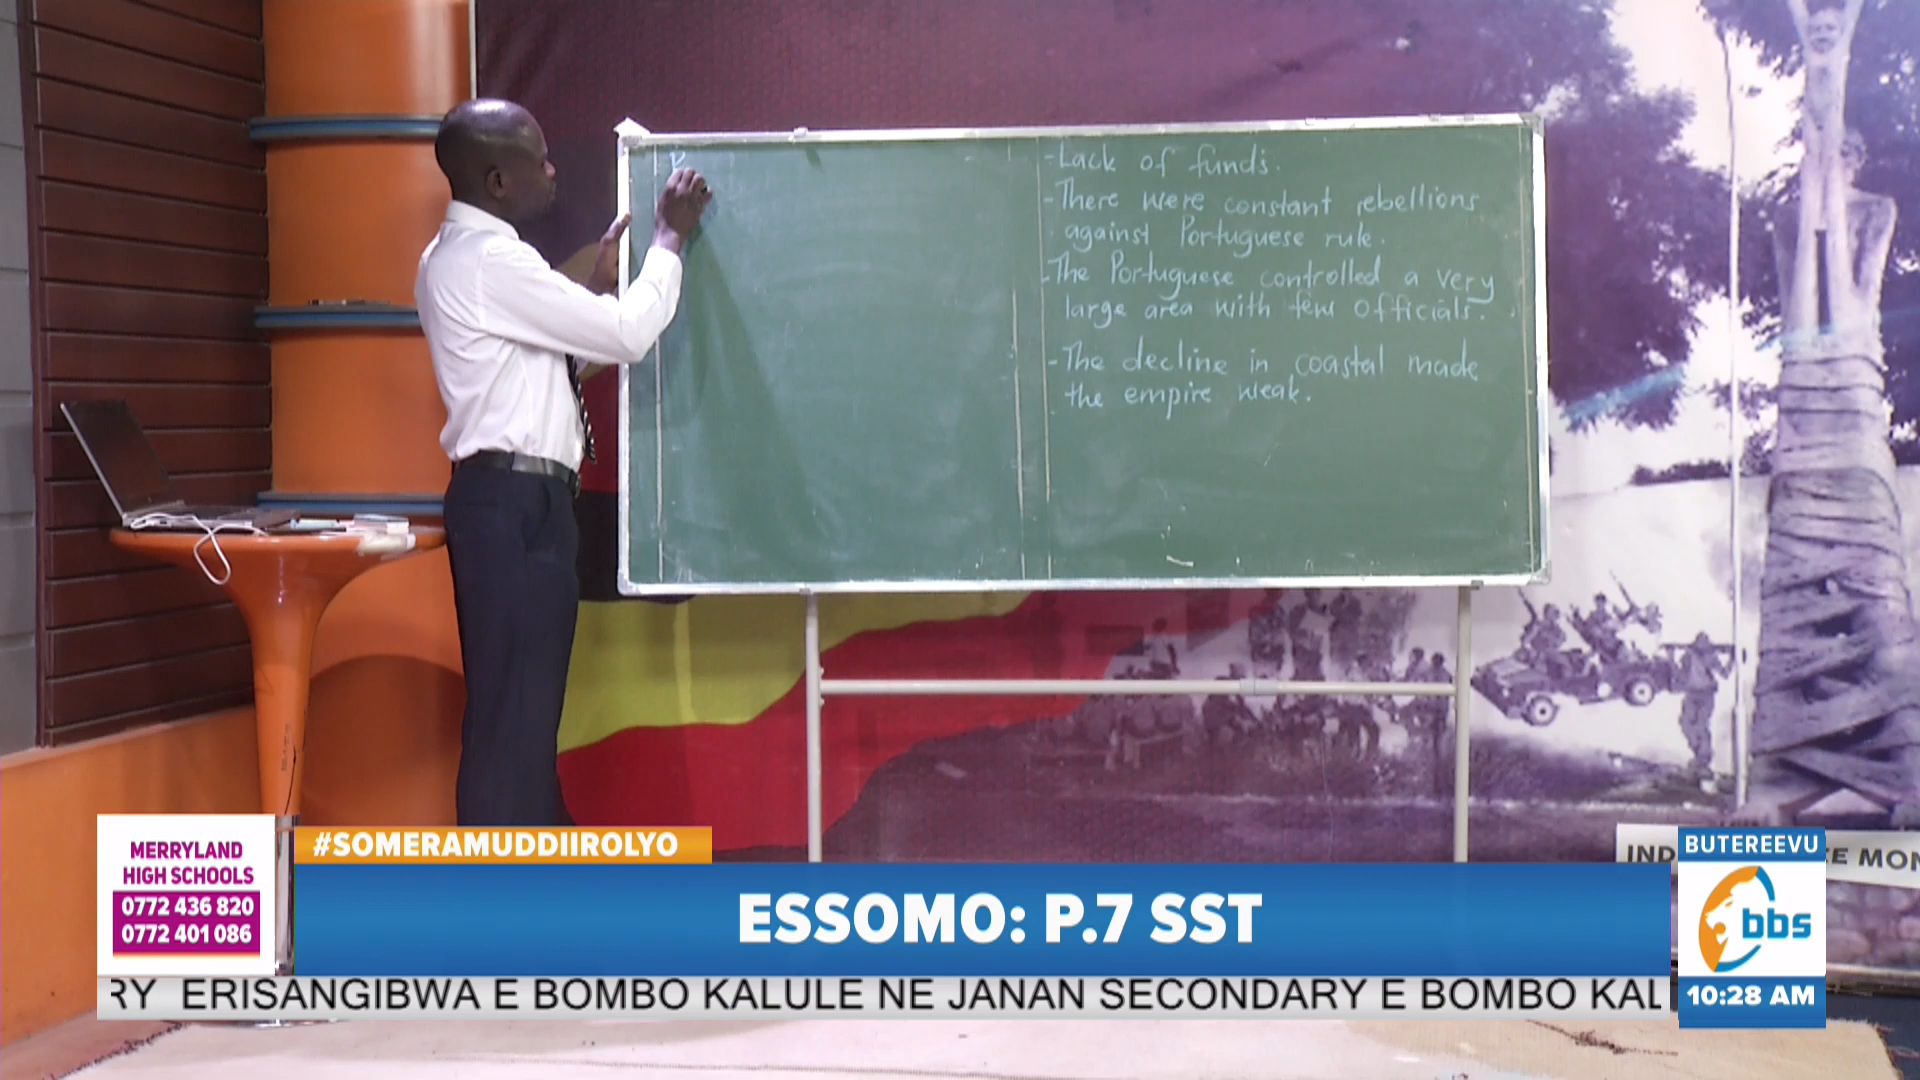 -Lack of funds.
-There were constant rebellions
against Portuguese rule.
-The Portuguese controlled a very
large area with few officials.
-The decline in coastal made
the empire weak.
MERRYLAND
HIGH SCHOOLS
0772 436 820
0772 401 086
#SOMERAMUDDIIROLYO
ESSOMO: P.7 SST
BUTEREEVU
bbs
10:28 AM
RY ERISANGIBWA E BOMBO KALULE NE JANAN SECONDARY E BOMBO KAL